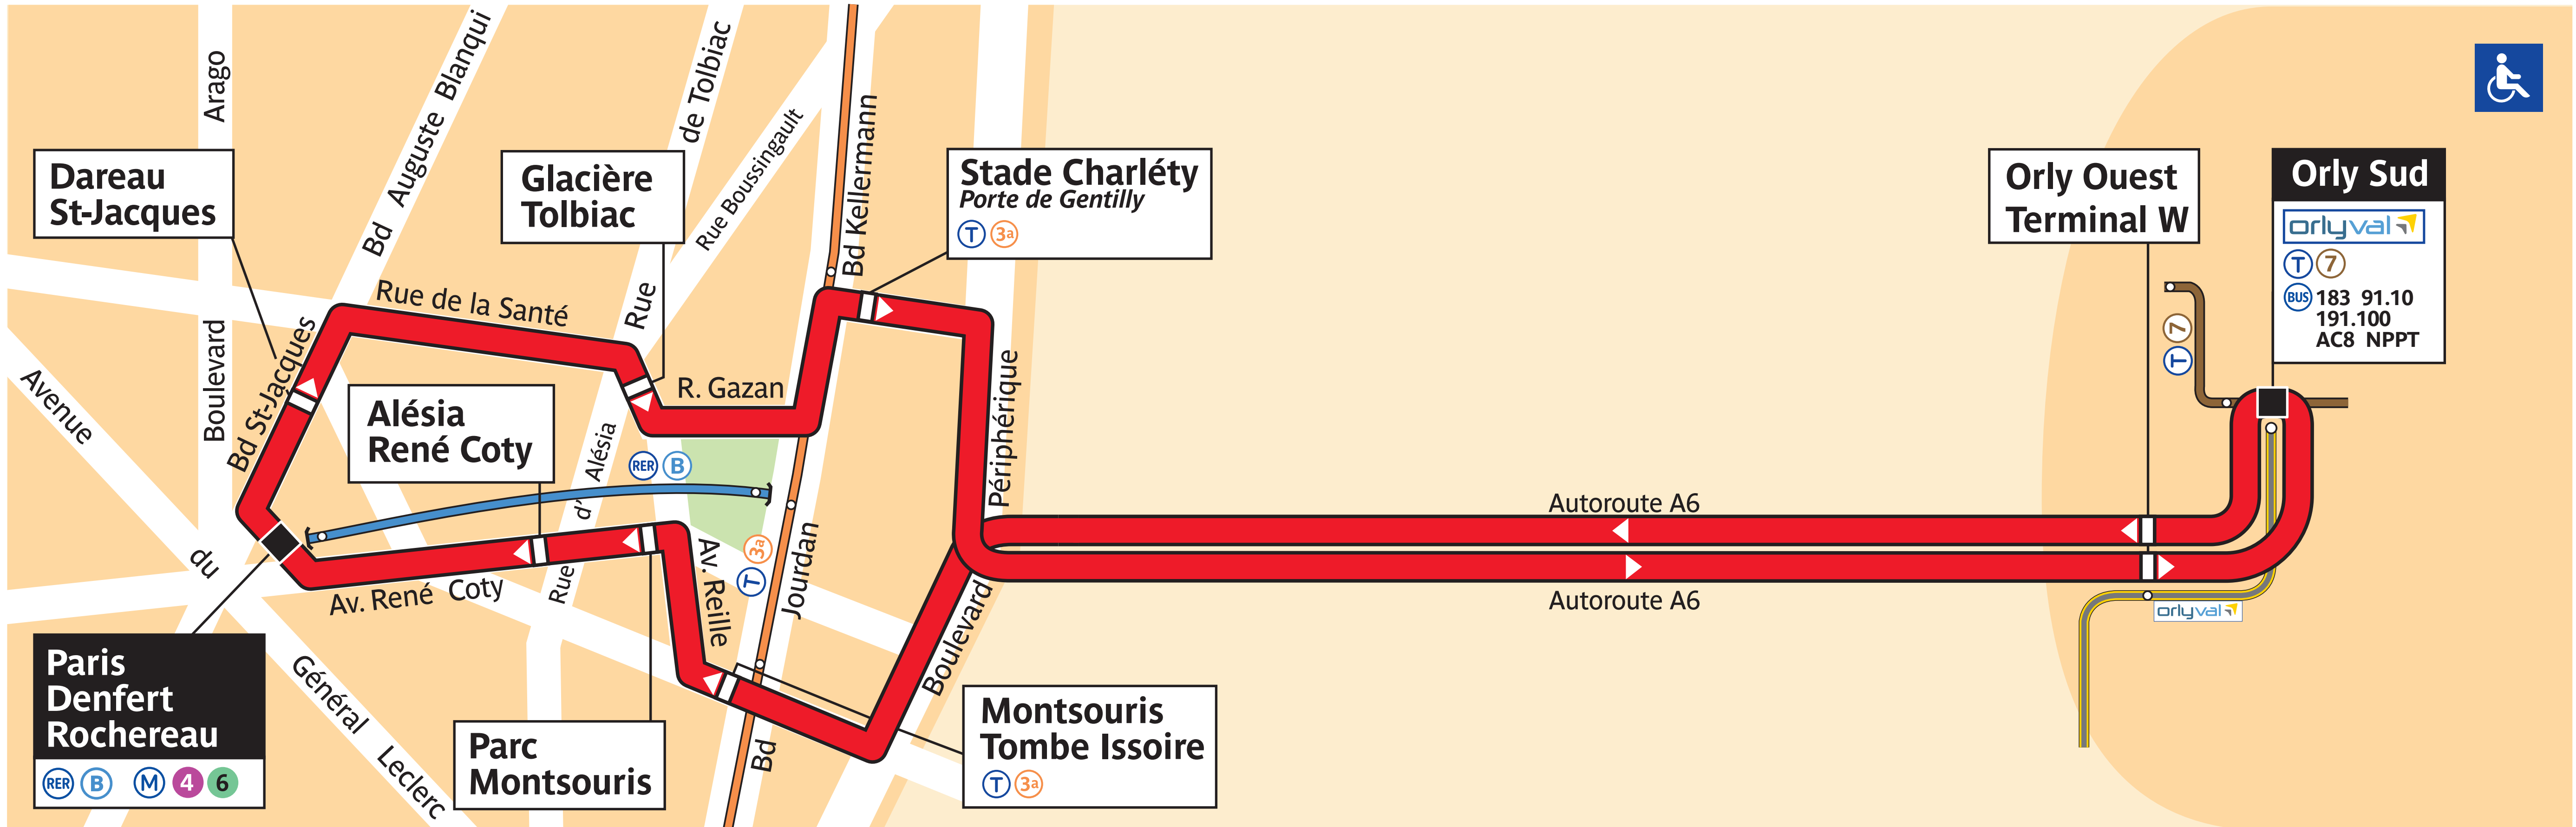 Arago
Boulevard
Bd Auguste Blanqui
Rue de Tolbiac
Rue Boussingault
Bd Kellermann
Dareau
St-Jacques
Glacière
Tolbiac
Stade Charléty
Porte de Gentilly
T 3a
Orly Ouest
Terminal W
Orly Sud
orlyval
T 7
BUS 183 91.10
191.100
AC8 NPPT
T 7
Rue de la Santé
Bd St-Jacques
R. Gazan
Périphérique
Boulevard
Avenue du Général Leclerc
Alésia
René Coty
RER B
Rue d'Alésia
Av. René Coty
Av. Reille
T 3a
Bd Jourdan
Autoroute A6
Autoroute A6
orlyval
Paris
Denfert
Rochereau
RER B M 4 6
Parc
Montsouris
Montsouris
Tombe Issoire
T 3a